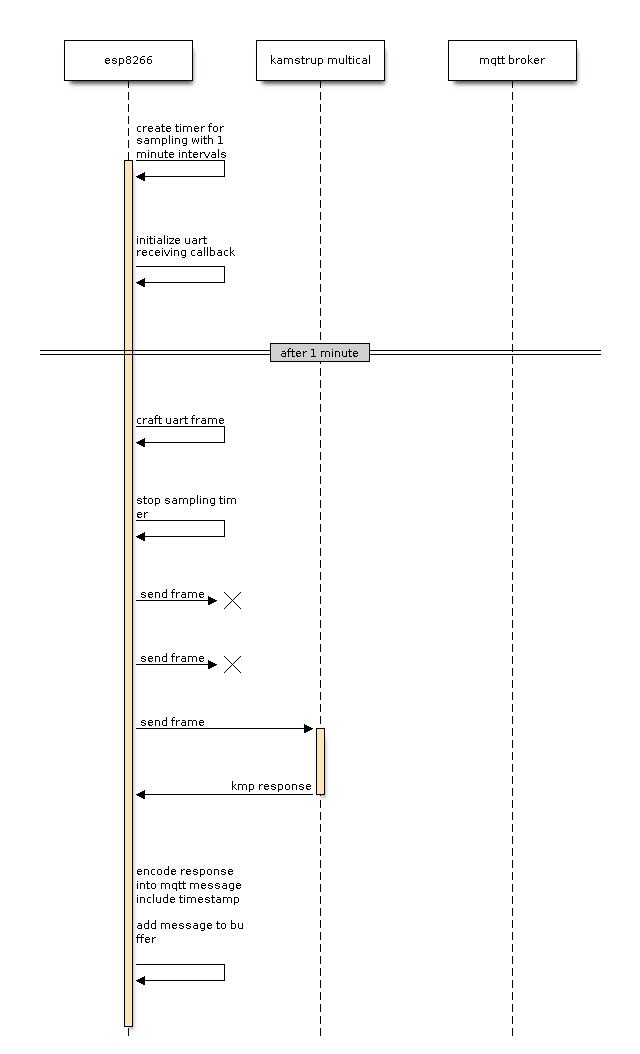 esp8266
kamstrup multical
mqtt broker
create timer for
sampling with 1
minute intervals
initialize uart
receiving callback
after 1 minute
craft uart frame
stop sampling tim
er
send frame
send frame
send frame
kmp response
encode response
into mqtt message
include timestamp
add message to bu
ffer